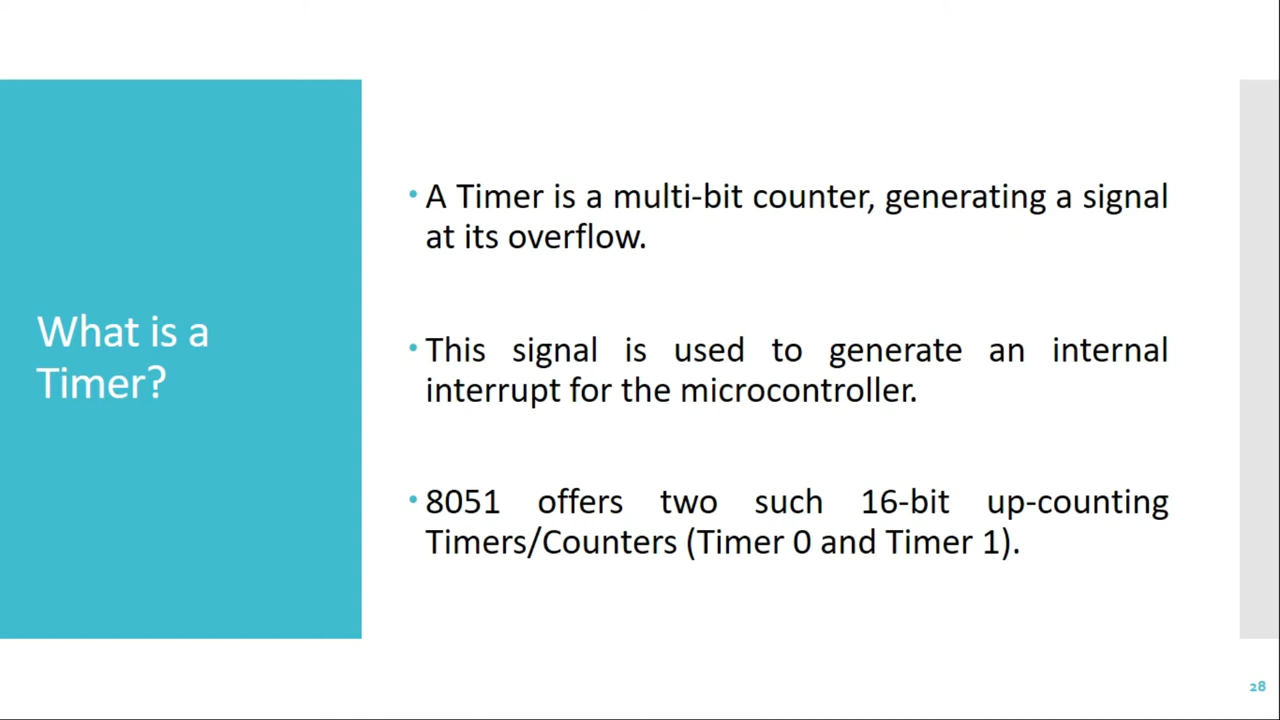 What is a
Timer?
• A Timer is a multi-bit counter, generating a signal
at its overflow.
• This signal is used to generate an internal
interrupt for the microcontroller.
• 8051 offers two such 16-bit up-counting
Timers/Counters (Timer 0 and Timer 1).
28